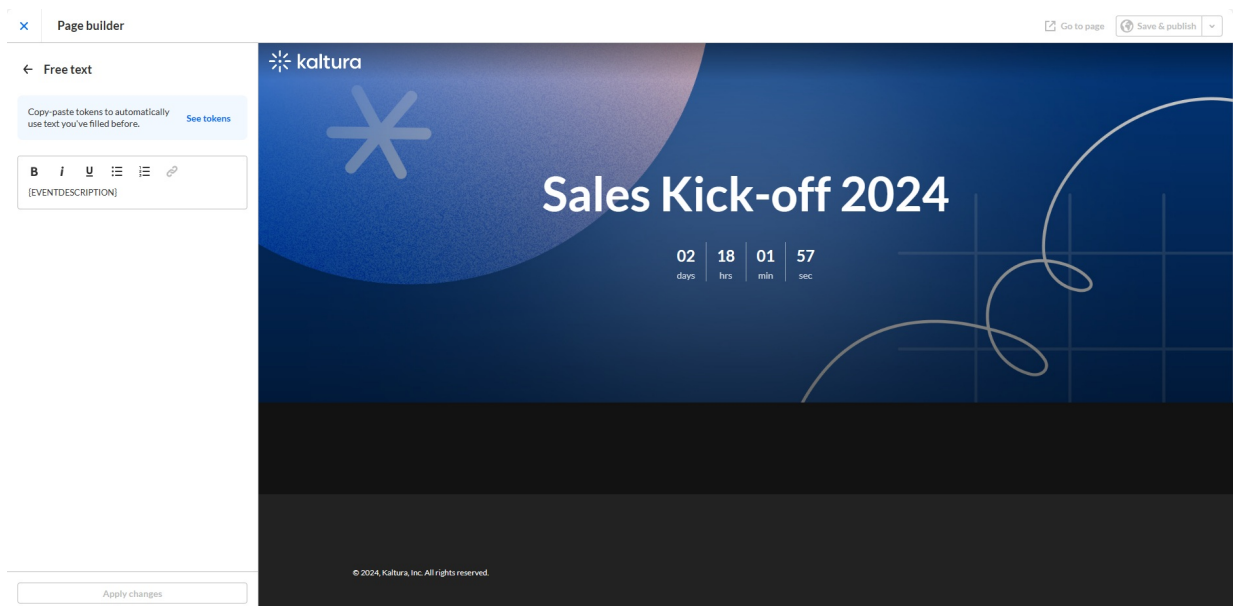 Page builder
Go to page
Save & publish
Free text
Copy-paste tokens to automatically
use text you've filled before.
See tokens
B i U
{EVENTDESCRIPTION}
Apply changes
kaltura
Sales Kick-off 2024
02 18 01 57
days hrs min sec
© 2024, Kaltura, Inc. All rights reserved.